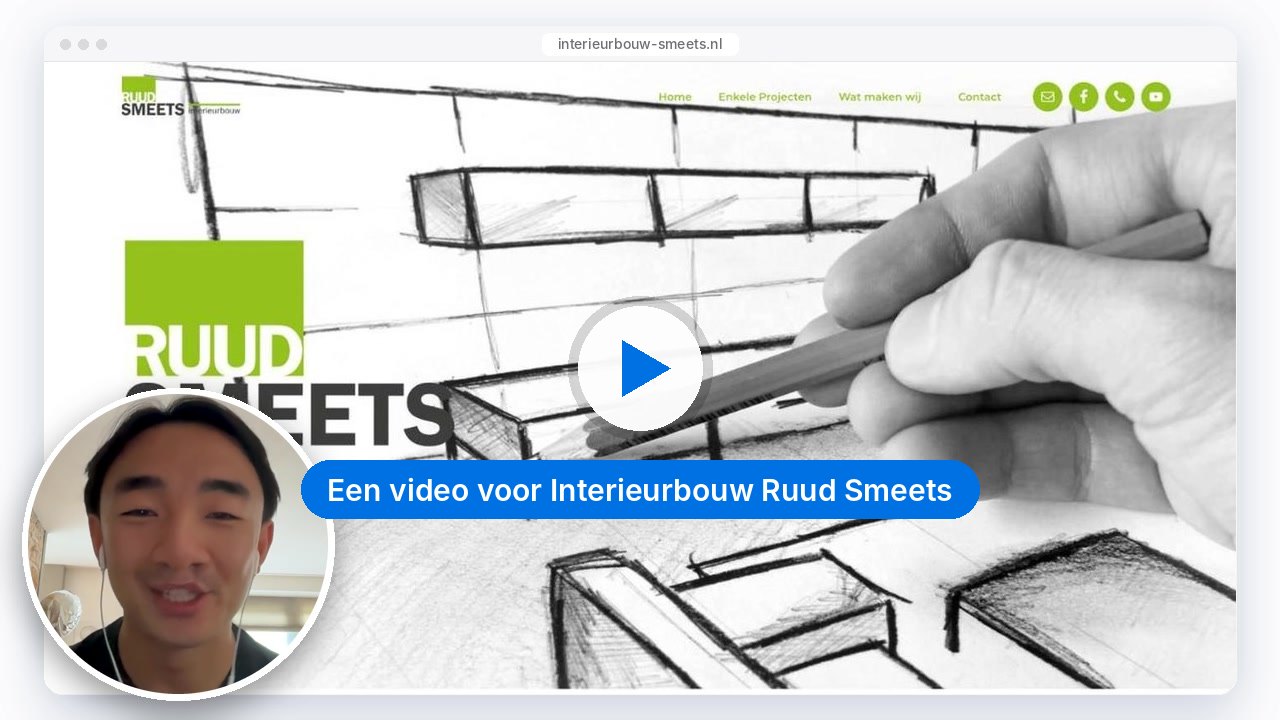 interieurbouw-smeets.nl
RUUD
SMEETS interieurbouw
Home Enkele Projecten Wat maken wij Contact
RUUD
SMEETS
Een video voor Interieurbouw Ruud Smeets